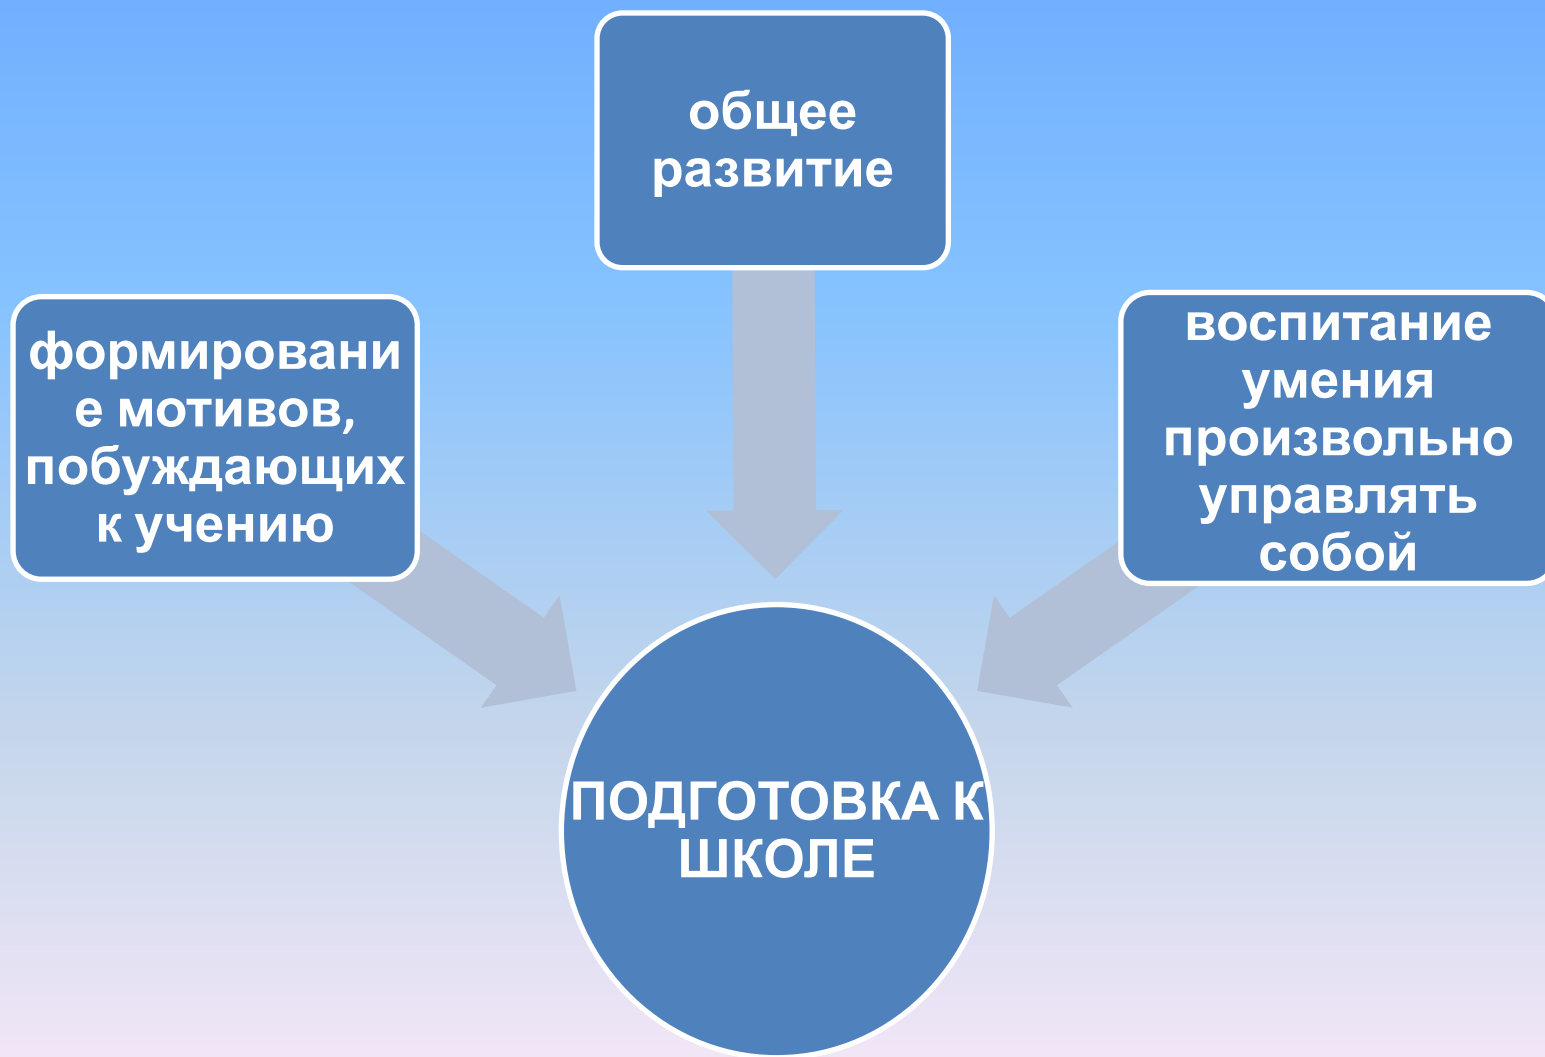 общее
развитие
формировани
е мотивов,
побуждающих
к учению
воспитание
умения
произвольно
управлять
собой
ПОДГОТОВКА К
ШКОЛЕ